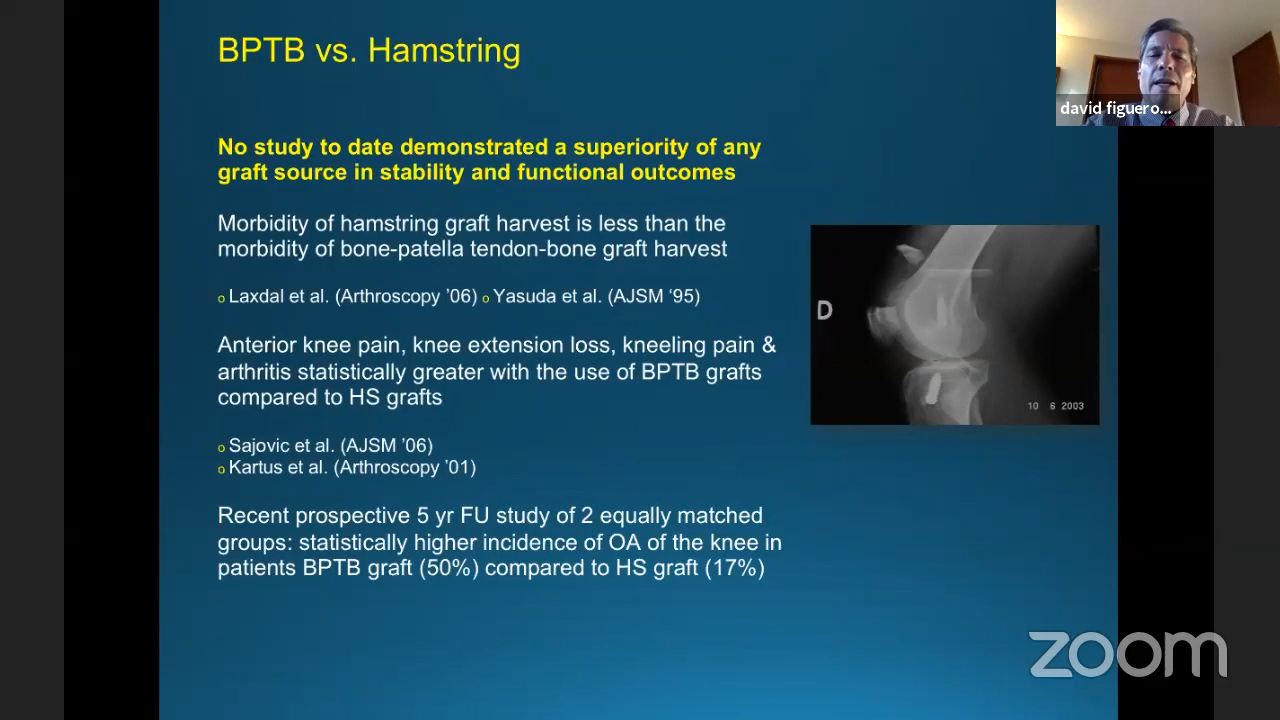 BPTB vs. Hamstring
david figuero...
No study to date demonstrated a superiority of any
graft source in stability and functional outcomes
Morbidity of hamstring graft harvest is less than the
morbidity of bone-patella tendon-bone graft harvest
o Laxdal et al. (Arthroscopy ’06) o Yasuda et al. (AJSM ‘95)
Anterior knee pain, knee extension loss, kneeling pain &
arthritis statistically greater with the use of BPTB grafts
compared to HS grafts
o Sajovic et al. (AJSM ’06)
o Kartus et al. (Arthroscopy ’01)
Recent prospective 5 yr FU study of 2 equally matched
groups: statistically higher incidence of OA of the knee in
patients BPTB graft (50%) compared to HS graft (17%)
D
10 6 2003
zoom